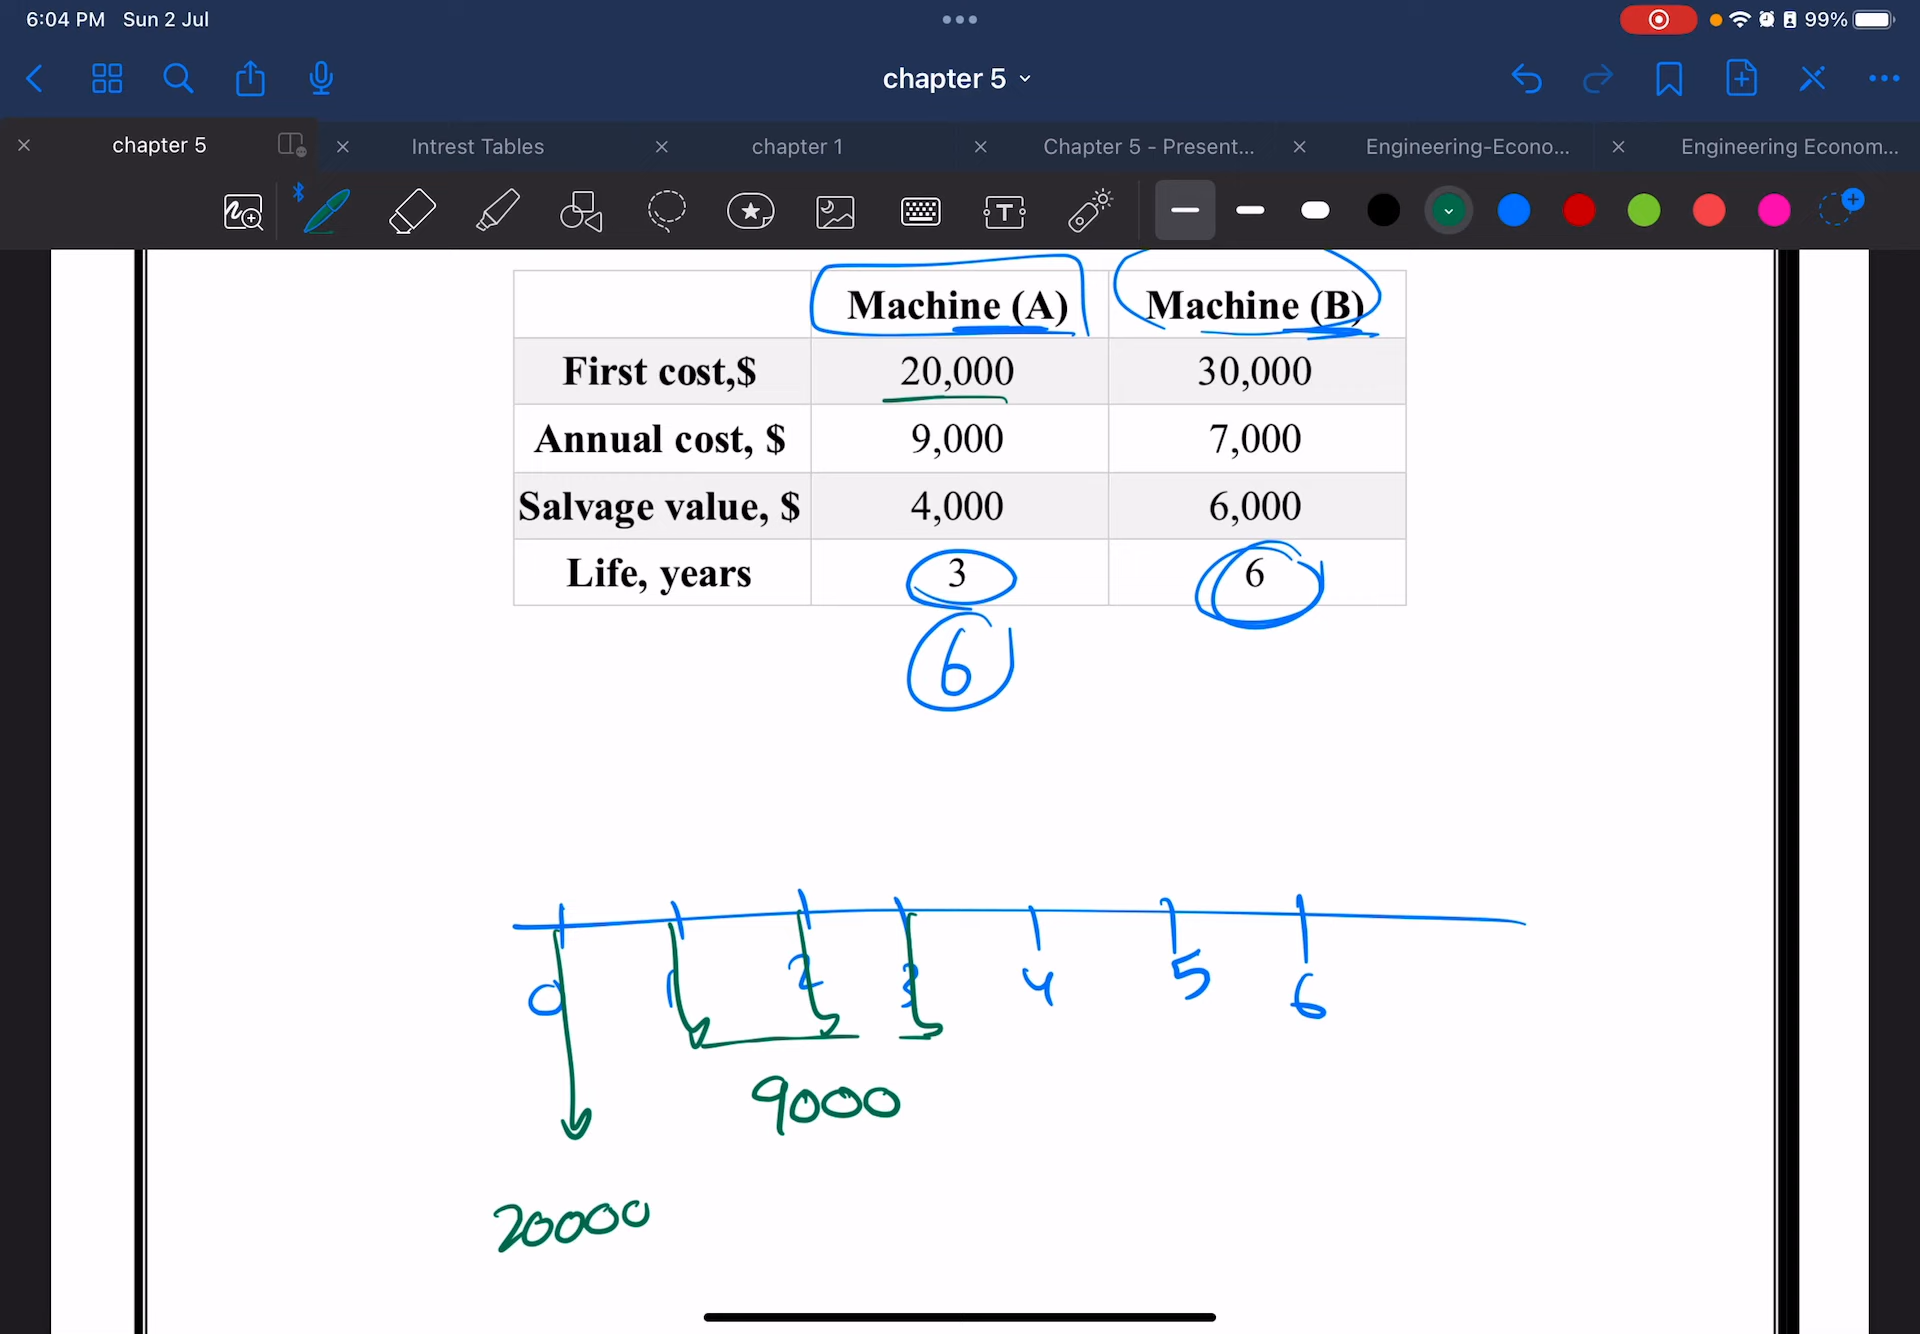 6:04 PM Sun 2 Jul 99%
chapter 5
chapter 5 Intrest Tables chapter 1 Chapter 5 - Present... Engineering-Econo... Engineering Econom...
T
Machine (A) Machine (B)
First cost,$ 20,000 30,000
Annual cost, $ 9,000 7,000
Salvage value, $ 4,000 6,000
Life, years 3 6
6
0 1 2 3 4 5 6
9000
20000